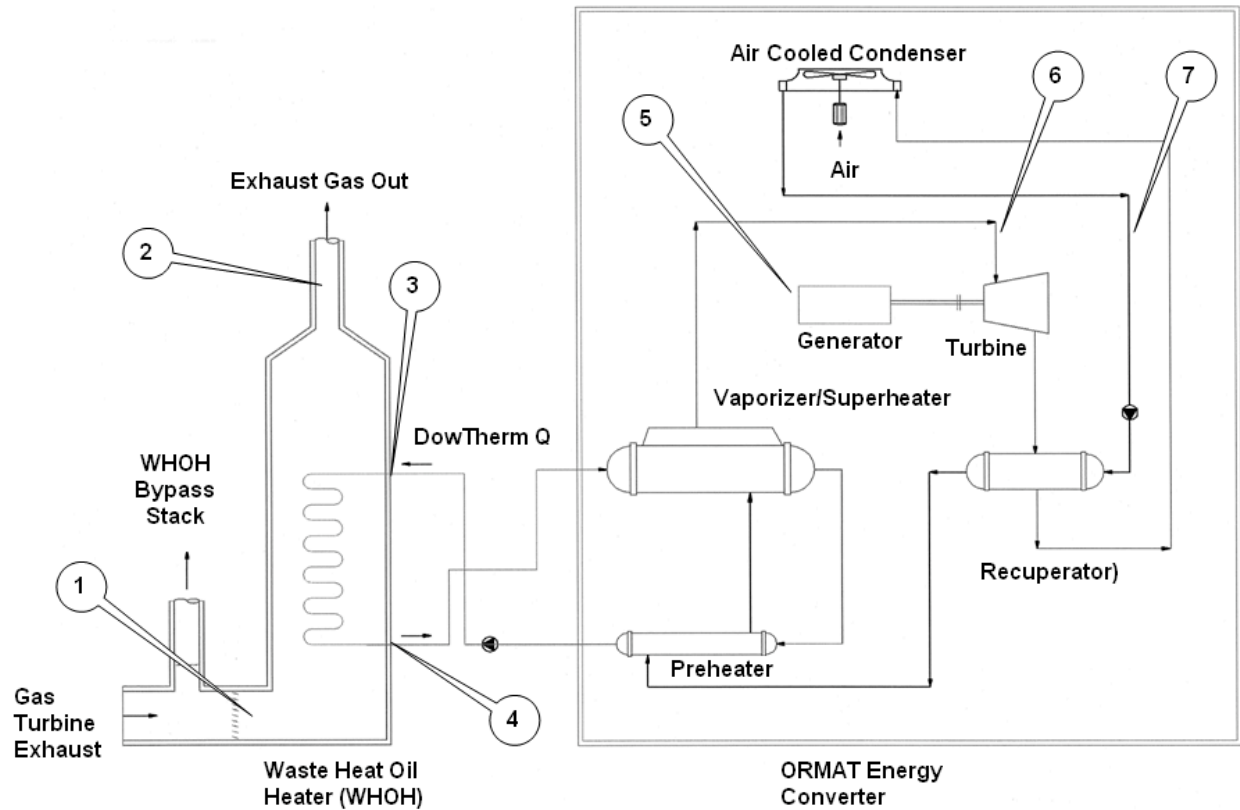 Air Cooled Condenser
6
7
5
Air
Exhaust Gas Out
2
3
Generator
Turbine
Vaporizer/Superheater
DowTherm Q
WHOH
Bypass
Stack
1
Recuperator)
Preheater
Gas
Turbine
Exhaust
4
Waste Heat Oil
Heater (WHOH)
ORMAT Energy
Converter